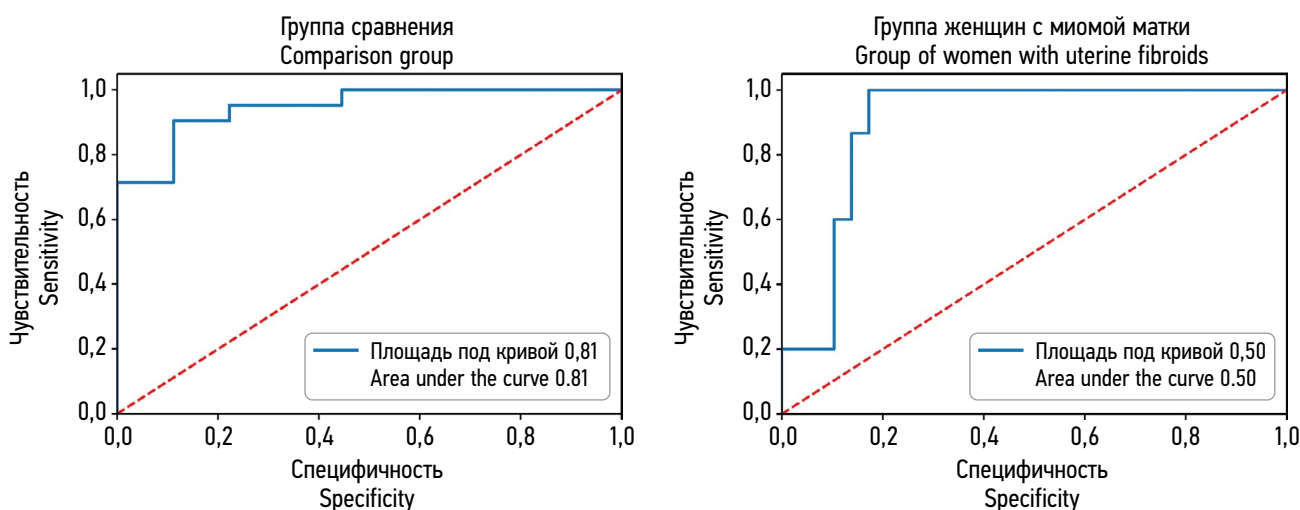 Группа сравнения
Comparison group
Чувствительность
Sensitivity
1,0
0,8
0,6
0,4
0,2
0,0
Площадь под кривой 0,81
Area under the curve 0.81
0,0 0,2 0,4 0,6 0,8 1,0
Специфичность
Specificity
Группа женщин с миомой матки
Group of women with uterine fibroids
Чувствительность
Sensitivity
1,0
0,8
0,6
0,4
0,2
0,0
Площадь под кривой 0,50
Area under the curve 0.50
0,0 0,2 0,4 0,6 0,8 1,0
Специфичность
Specificity